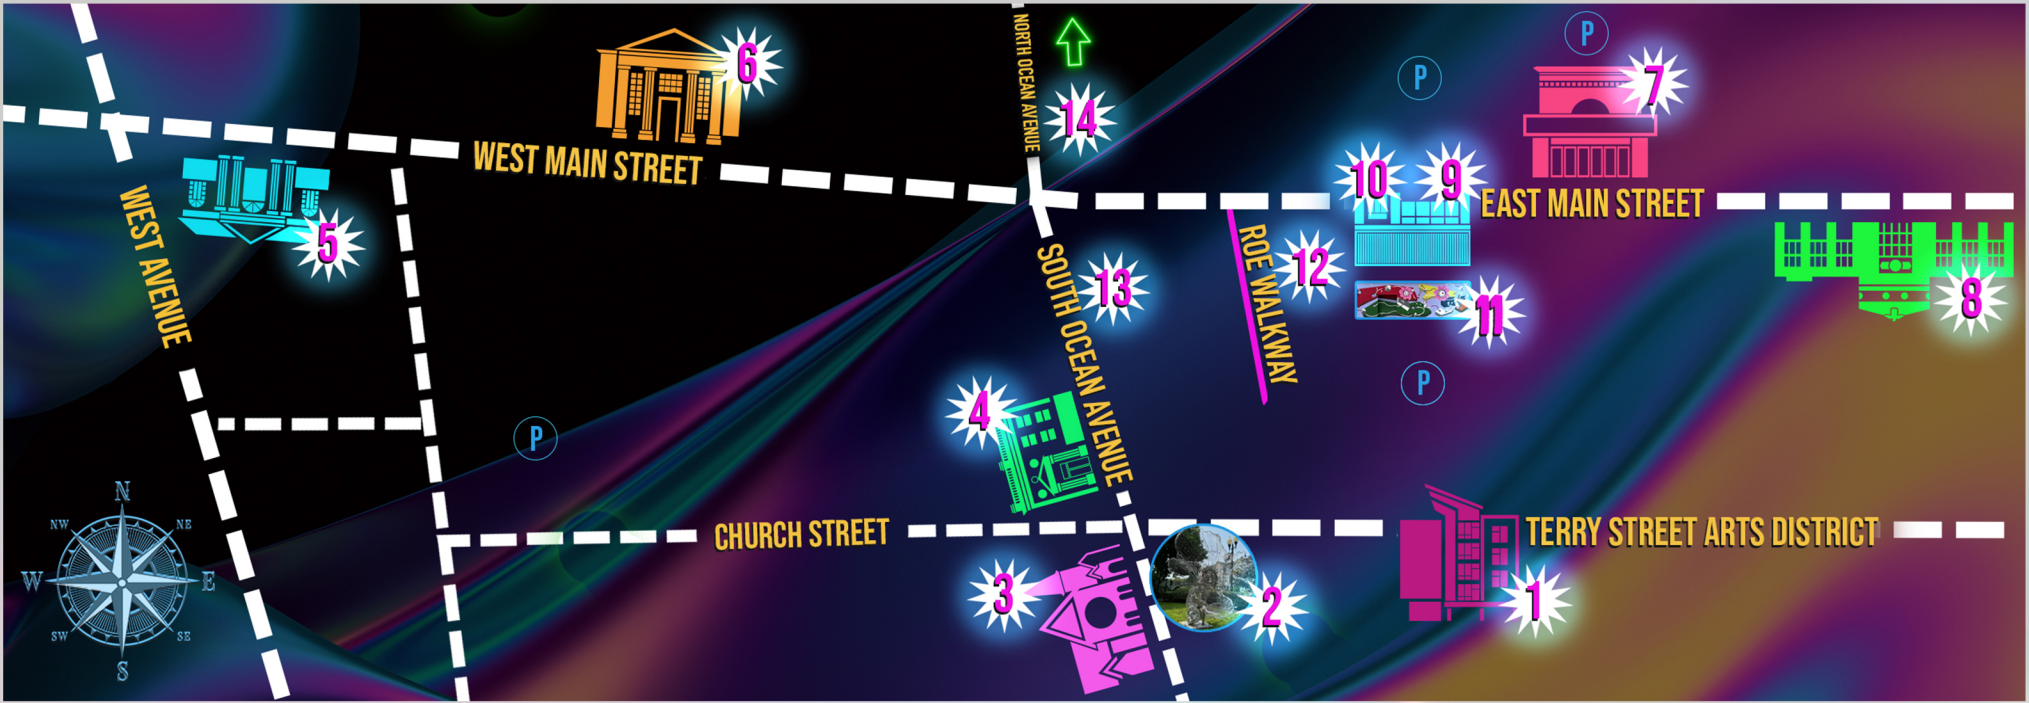 NORTH OCEAN AVENUE
P
6
7
P
14
WEST MAIN STREET
10
9
EAST MAIN STREET
WEST AVENUE
5
SOUTH OCEAN AVENUE
13
ROE WALKWAY
12
11
8
P
4
P
N
NW
NE
W
E
SW
SE
S
CHURCH STREET
TERRY STREET ARTS DISTRICT
3
2
1